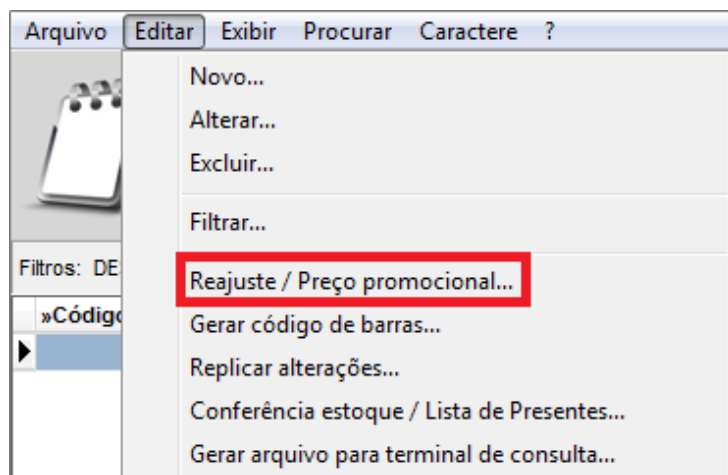 Arquivo Editar Exibir Procurar Caractere ?
Novo...
Alterar...
Excluir...
Filtrar...
Filtros: DE
Reajuste / Preço promocional...
»Código
Gerar código de barras...
Replicar alterações...
Conferência estoque / Lista de Presentes...
Gerar arquivo para terminal de consulta...